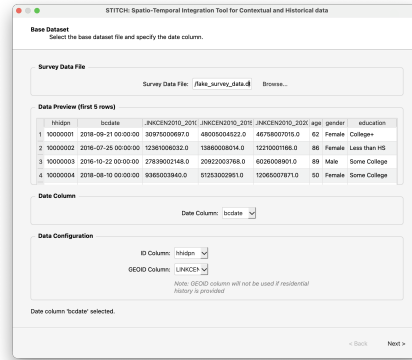 STITCH: Spatio-Temporal Integration Tool for Contextual and Historical data
Base Dataset
Select the base dataset file and specify the date column.
Survey Data File
Survey Data File: /fake_survey_data.d Browse...
Data Preview (first 5 rows)
hhidpn bcdate .INKCEN2010_2010 .INKCEN2010_2015 .INKCEN2010_2020 age gender education
1 10000001 2018-09-21 00:00:00 30975000697.0 48005004522.0 46758007015.0 62 Female College+
2 10000002 2016-07-25 00:00:00 12361006032.0 13860008014.0 12210001166.0 86 Female Less than HS
3 10000003 2016-10-22 00:00:00 27839002148.0 20922003768.0 6026008901.0 89 Male Some College
4 10000004 2018-08-10 00:00:00 9365003940.0 51253002951.0 12065007871.0 50 Female Some College
Date Column
Date Column: bcdate
Data Configuration
ID Column: hhidpn
GEOID Column: LINKCEN
Note: GEOID column will not be used if residential
history is provided
Date column 'bcdate' selected.
< Back Next >